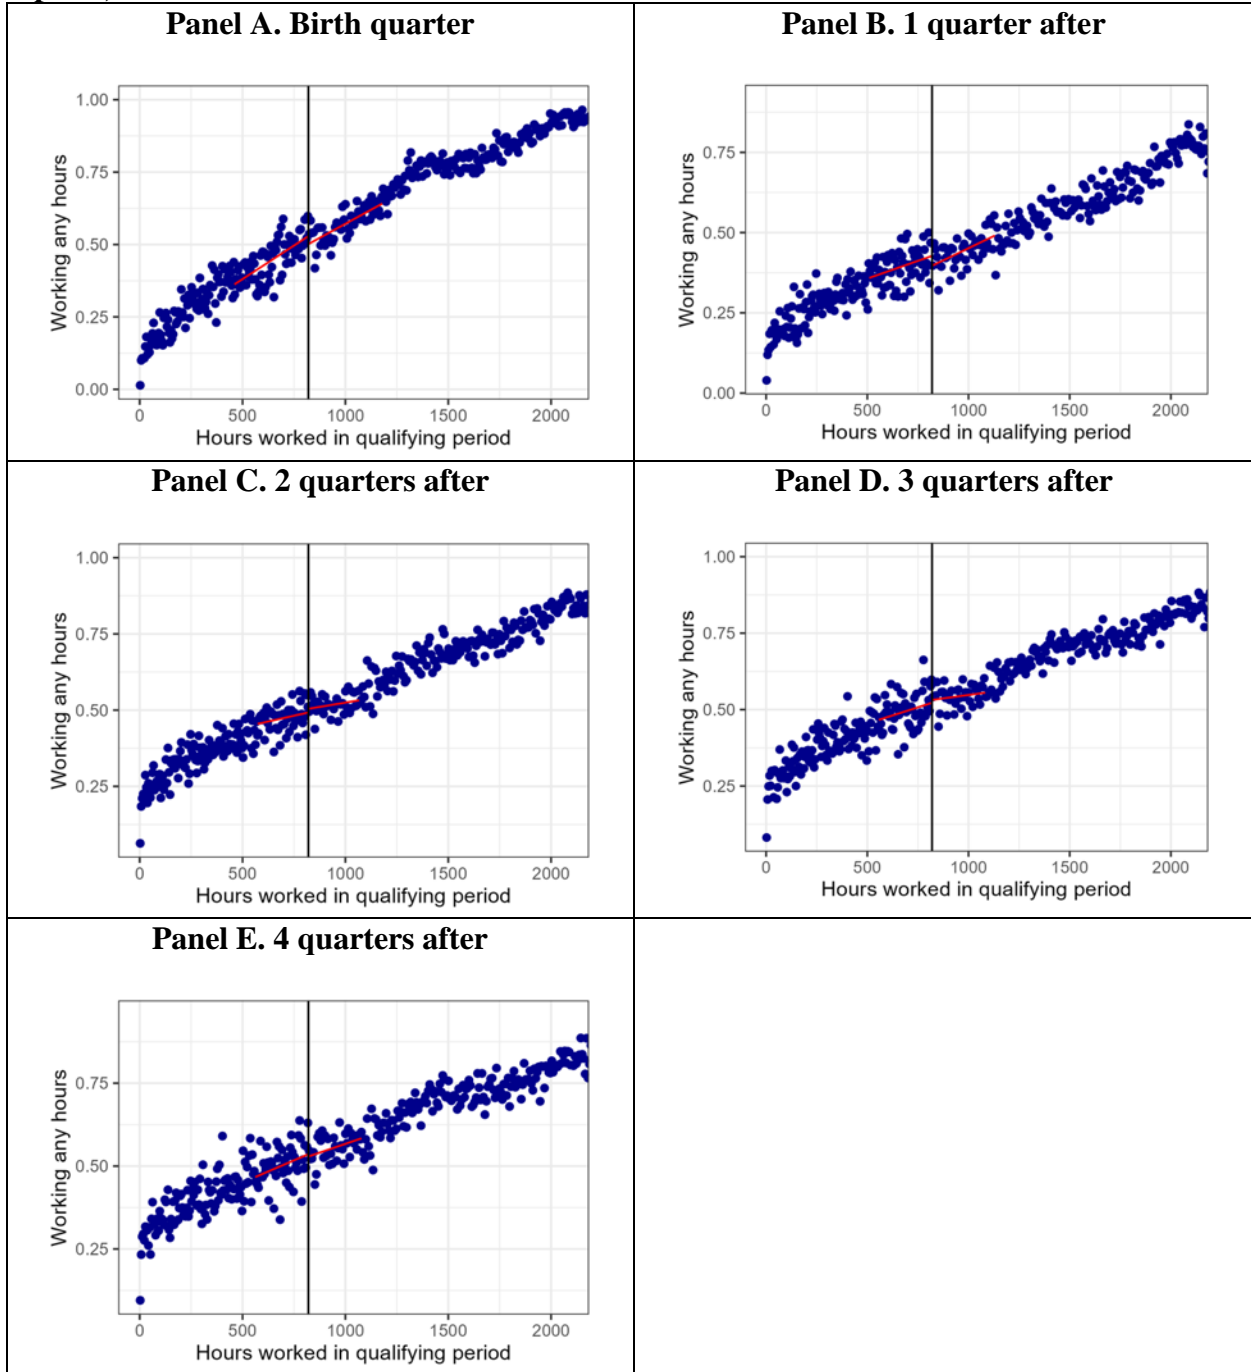 Panel A. Birth quarter
1.00
0.75
0.50
0.25
0.00
Working any hours
0 500 1000 1500 2000
Hours worked in qualifying period
Panel B. 1 quarter after
0.75
0.50
0.25
0.00
Working any hours
0 500 1000 1500 2000
Hours worked in qualifying period
Panel C. 2 quarters after
1.00
0.75
0.50
0.25
Working any hours
0 500 1000 1500 2000
Hours worked in qualifying period
Panel D. 3 quarters after
1.00
0.75
0.50
0.25
Working any hours
0 500 1000 1500 2000
Hours worked in qualifying period
Panel E. 4 quarters after
0.75
0.50
0.25
Working any hours
0 500 1000 1500 2000
Hours worked in qualifying period